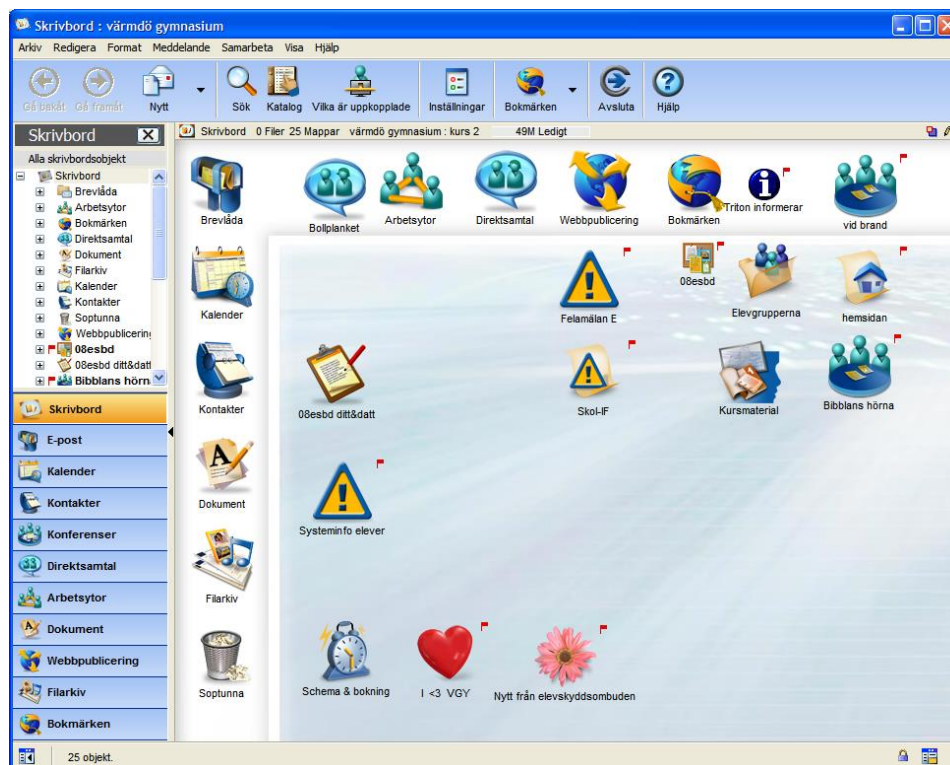 Skrivbord : värmdö gymnasium
Arkiv Redigera Format Meddelande Samarbeta Visa Hjälp
Gå bakåt Gå framåt Nytt Sök Katalog Vilka är uppkopplade Inställningar Bokmärken Avsluta Hjälp
Skrivbord
Skrivbord 0 Filer 25 Mappar värmdö gymnasium : kurs 2 49M Ledigt
Alla skrivbordsobjekt
Skrivbord
Brevlåda
Arbetsytor
Bokmärken
Direktsamtal
Dokument
Filarkiv
Kalender
Kontakter
Soptunna
Webbpublicering
08esbd
08esbd ditt&datt
Bibblans hörna
Skrivbord
E-post
Kalender
Kontakter
Konferenser
Direktsamtal
Arbetsytor
Dokument
Webbpublicering
Filarkiv
Bokmärken
Brevlåda
Bollplanket
Arbetsytor
Direktsamtal
Webbpublicering
Bokmärken
Triton informerar
vid brand
Kalender
Felamälan E
08esbd
Elevgrupperna
hemsidan
Kontakter
08esbd ditt&datt
Skol-IF
Kursmaterial
Bibblans hörna
Dokument
Systeminfo elever
Filarkiv
Soptunna
Schema & bokning
I <3 VGY
Nytt från elevskyddsombuden
25 objekt.